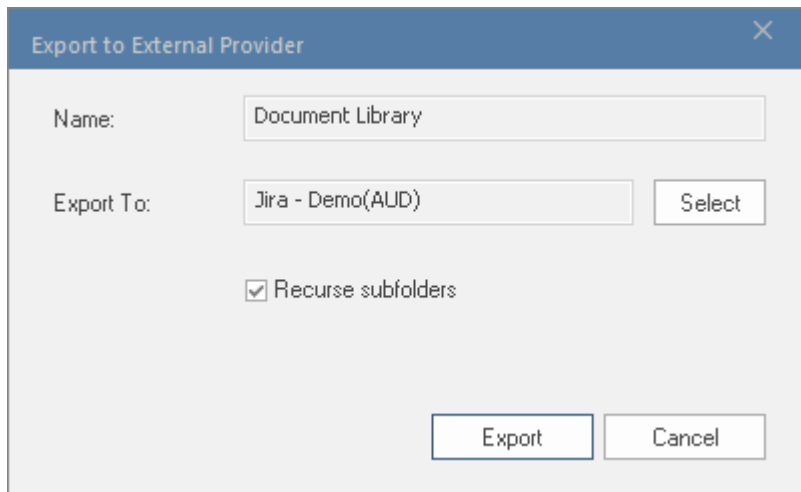 Export to External Provider
Name:
Document Library
Export To:
Jira - Demo(AUD)
Select
Recurse subfolders
Export
Cancel